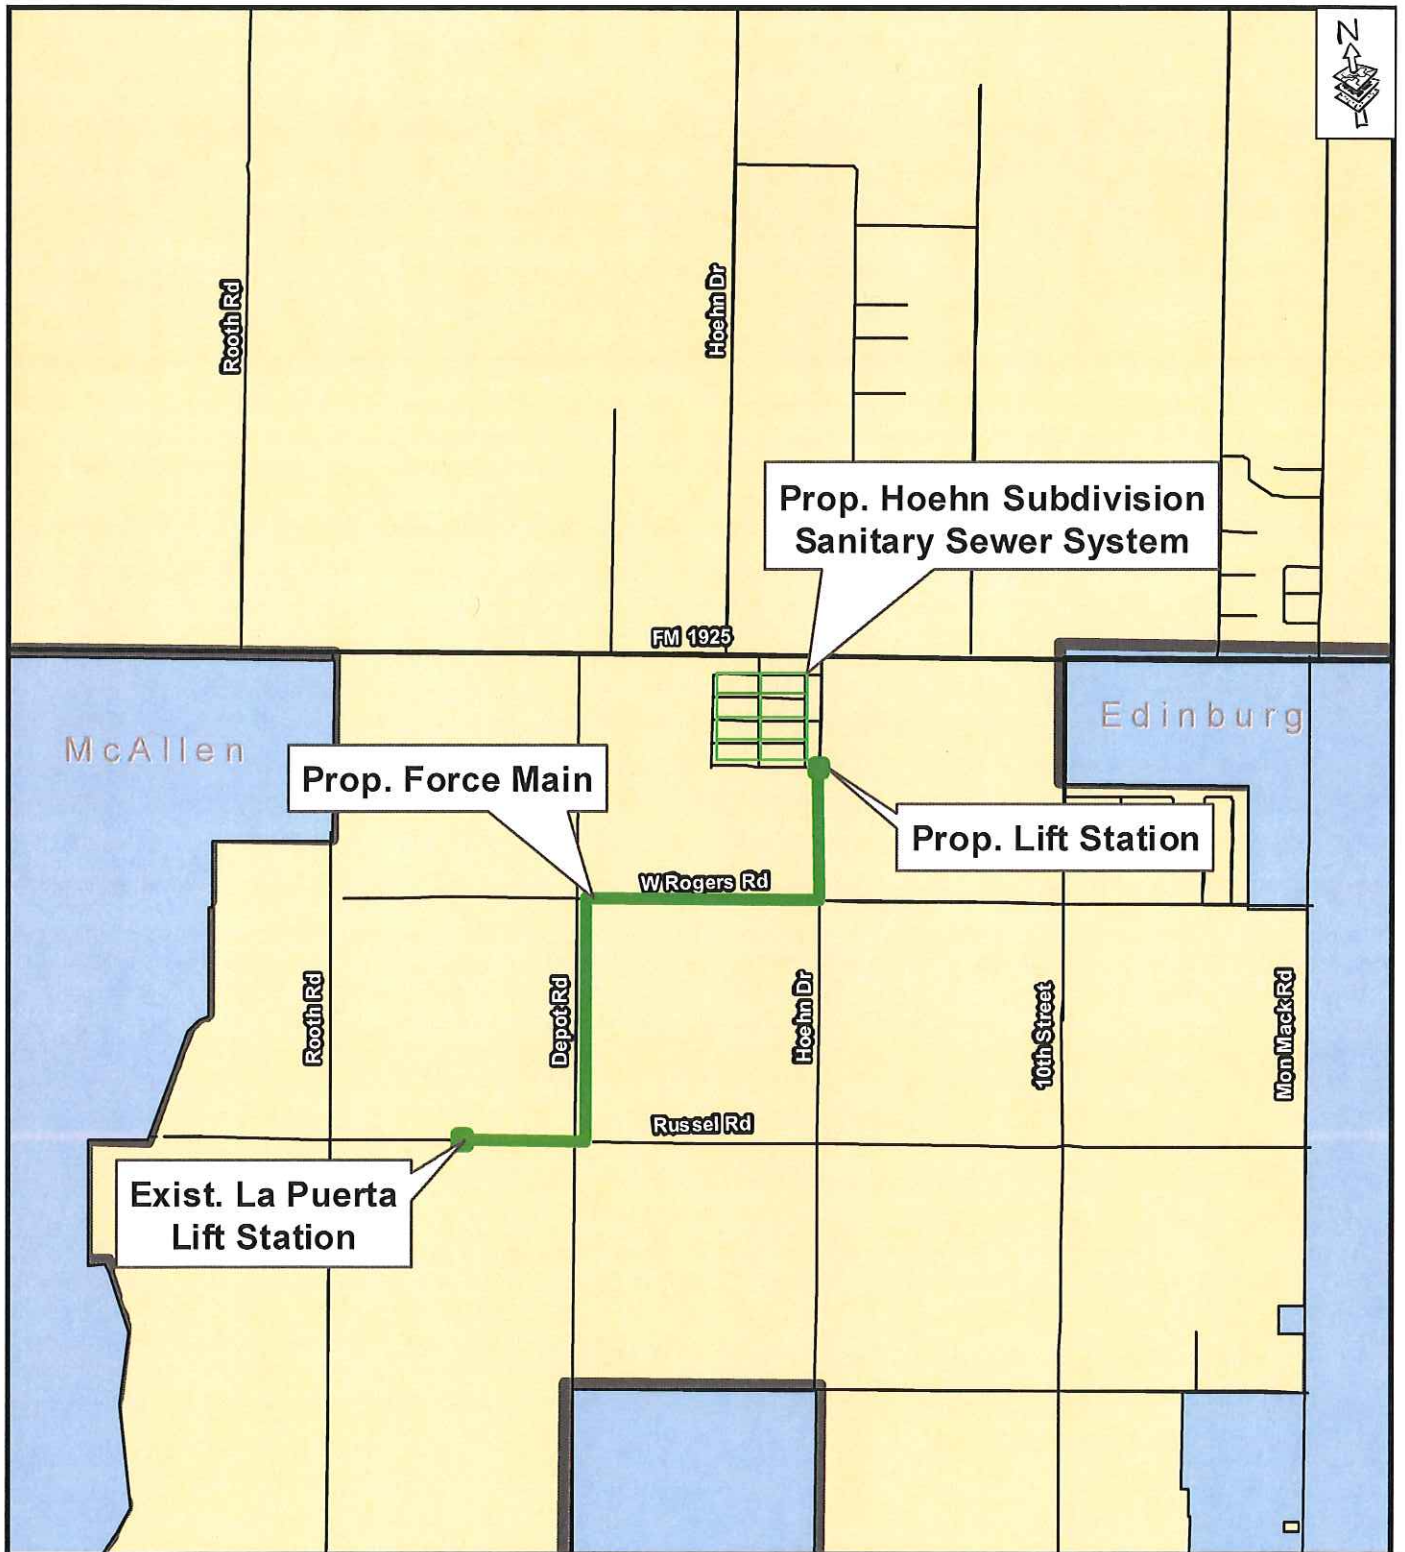 N
Rooth Rd
Hoehn Dr
Prop. Hoehn Subdivision
Sanitary Sewer System
FM 1925
McAllen
Edinburg
Prop. Force Main
Prop. Lift Station
W Rogers Rd
Rooth Rd
Depot Rd
Hoehn Dr
10th Street
Mon Mack Rd
Russel Rd
Exist. La Puerta
Lift Station